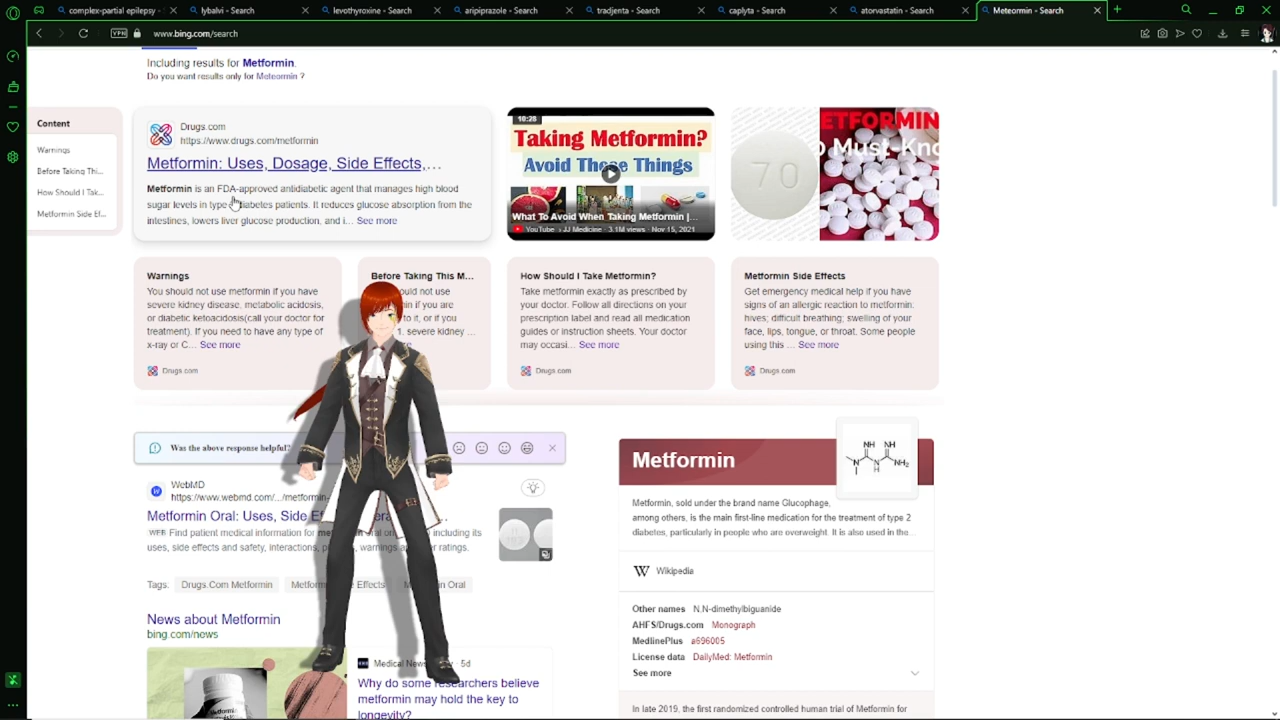 complex-partial epilepsy - Search
lybalvi - Search
levothyroxine - Search
aripiprazole - Search
tradjenta - Search
caplyta - Search
atorvastatin - Search
Meteormin - Search
VPN
www.bing.com/search
Including results for Metformin.
Do you want results only for Meteormin ?
Content
Warnings
Before Taking Thi...
How Should I Tak...
Metformin Side Ef...
Drugs.com
https://www.drugs.com/metformin
Metformin: Uses, Dosage, Side Effects,...
Metformin is an FDA-approved antidiabetic agent that manages high blood
sugar levels in type diabetes patients. It reduces glucose absorption from the
intestines, lowers liver glucose production, and i... See more
10:28
Taking Metformin?
Avoid These Things
What To Avoid When Taking Metformin |...
YouTube › JJ Medicine · 3.1M views · Nov 15, 2021
70
ETFORMIN
O Must-Kno
Warnings
You should not use metformin if you have
severe kidney disease, metabolic acidosis,
or diabetic ketoacidosis(call your doctor for
treatment). If you need to have any type of
x-ray or C... See more
Drugs.com
Before Taking This M...
ould not use
if you are
to it, or if you
severe kidney ...
How Should I Take Metformin?
Take metformin exactly as prescribed by
your doctor. Follow all directions on your
prescription label and read all medication
guides or instruction sheets. Your doctor
may occasi... See more
Drugs.com
Metformin Side Effects
Get emergency medical help if you have
signs of an allergic reaction to metformin:
hives; difficult breathing; swelling of your
face, lips, tongue, or throat. Some people
using this ... See more
Drugs.com
Was the above response helpful?
WebMD
https://www.webmd.com/.../metformin-
Metformin Oral: Uses, Side Ef
WEB Find patient medical information for including its
uses, side effects and safety, interactions, warnings ratings.
Tags: Drugs.Com Metformin Effects Oral
News about Metformin
bing.com/news
Medical News · 5d
Why do some researchers believe
metformin may hold the key to
longevity?
Metformin
NH NH
N N NH2
H
Metformin, sold under the brand name Glucophage,
among others, is the main first-line medication for the treatment of type 2
diabetes, particularly in people who are overweight. It is also used in the...
Wikipedia
Other names N,N-dimethylbiguanide
AHFS/Drugs.com Monograph
MedlinePlus a696005
License data DailyMed: Metformin
See more
In late 2019, the first randomized controlled human trial of Metformin for